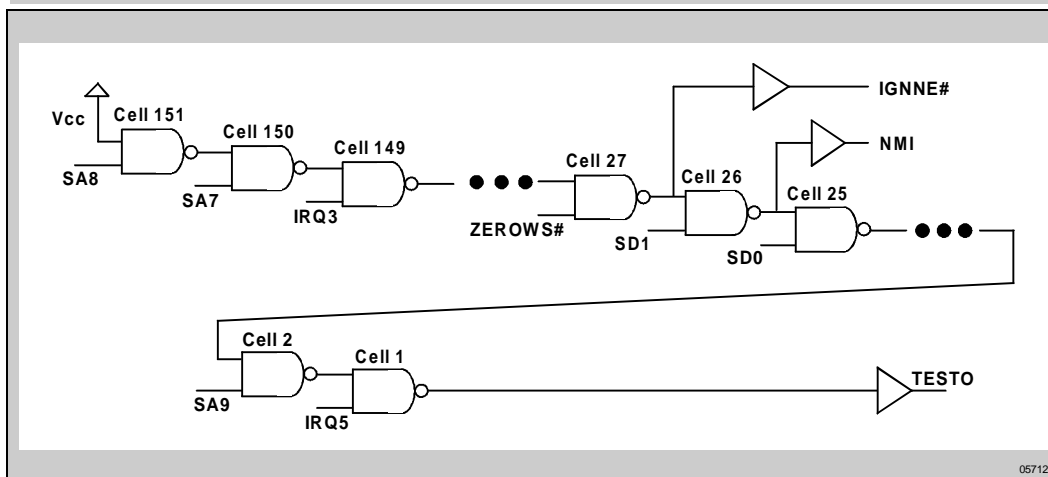 Vcc
Cell 151
SA8
Cell 150
SA7
Cell 149
IRQ3
Cell 27
ZEROWS#
IGNNE#
Cell 26
SD1
NMI
Cell 25
SD0
Cell 2
SA9
Cell 1
IRQ5
TESTO
05712